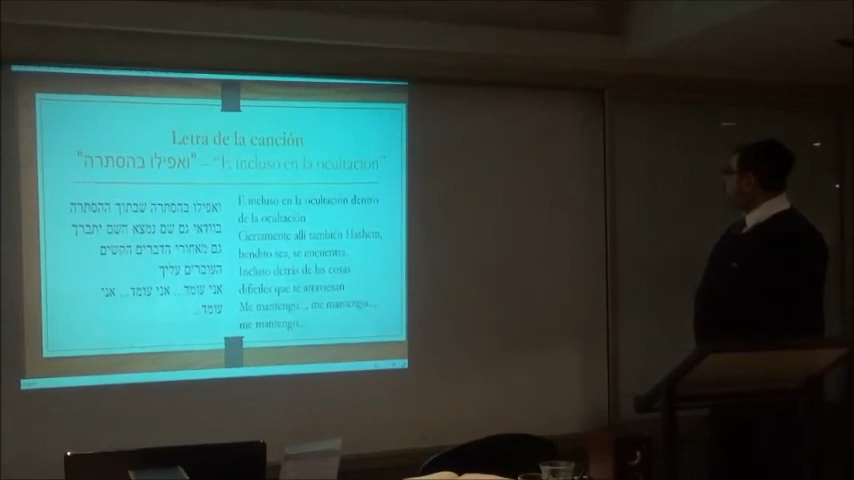 Letra de la canción
"ואפילו בהסתרה" – "E incluso en la ocultación"
ואפילו בהסתרה שבתוך ההסתרה
בוודאי גם שם נמצא השם יתברך
גם מאחורי הדברים הקשים
העוברים עליך
אני עומד... אני עומד... אני
עומד...
E incluso en la ocultación dentro
de la ocultación
Ciertamente allí también Hashem,
bendito sea, se encuentra.
Incluso detrás de las cosas
difíciles que te atraviesan
Me mantengo..., me mantengo...,
me mantengo...